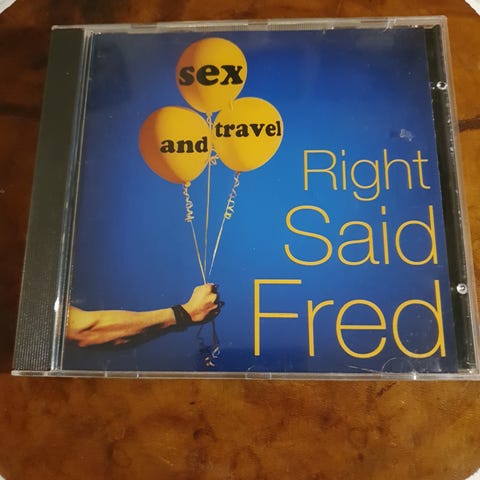 sex
and travel
Right
Said
Fred